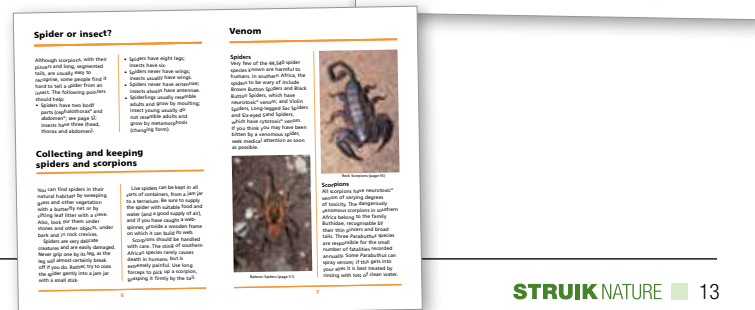 Spider or insect?
Although scorpions, with their
pincers and long, segmented
tails, are usually easy to
recognise, some people find it
hard to tell a spider from an
insect. The following pointers
should help:
• Spiders have two body
parts (cephalothorax* and
abdomen*; see page 5);
insects have three (head,
thorax and abdomen).
• Spiders have eight legs;
insects have six.
• Spiders never have wings;
insects usually have wings.
• Spiders never have antennae;
insects always have antennae.
• Spiderlings usually resemble
adults and grow by moulting;
insect young usually do
not resemble adults and
grow by metamorphosis
(changing form).
Collecting and keeping
spiders and scorpions
You can find spiders in their
natural habitats by sweeping
grass and other vegetation
with a butterfly net or by
sifting leaf litter with a sieve.
Also, look for them under
stones and other objects, under
bark and in rock crevices.
Spiders are very delicate
creatures and are easily damaged.
Never grip one by its leg, as the
leg will almost certainly break
off if you do. Rather, try to coax
the spider gently into a jam jar
with a small stick.
Live spiders can be kept in all
sorts of containers, from a jam jar
to a terrarium. Be sure to supply
the spider with suitable food and
water (and a good supply of air),
and if you have caught a web-
spinner, provide a wooden frame
on which it can build its web.
Scorpions should be handled
with care. The sting of southern
African species rarely causes
death in humans, but is
extremely painful. Use long
forceps to pick up a scorpion,
grasping it firmly by the tail.
6
Venom
Spiders
Very few of the 44,540 spider
species known are harmful to
humans. In southern Africa, the
spiders to be wary of include
Brown Button Spiders and Black
Button Spiders, which have
neurotoxic* venom; and Violin
Spiders, Long-legged Sac Spiders
and Six-eyed Sand Spiders,
which have cytotoxic* venom.
If you think you may have been
bitten by a venomous spider,
seek medical attention as soon
as possible.
Baboon Spiders (page 51)
Rock Scorpions (page 55)
Scorpions
All scorpions have neurotoxic*
venom of varying degrees
of toxicity. The dangerously
venomous scorpions in southern
Africa belong to the family
Buthidae, recognisable by
their thin pincers and broad
tails. Three Parabuthus species
are responsible for the small
number of fatalities recorded
annually. Some Parabuthus can
spray venom; if this gets into
your eyes it is best treated by
rinsing with lots of clean water.
7
STRUIK NATURE 13